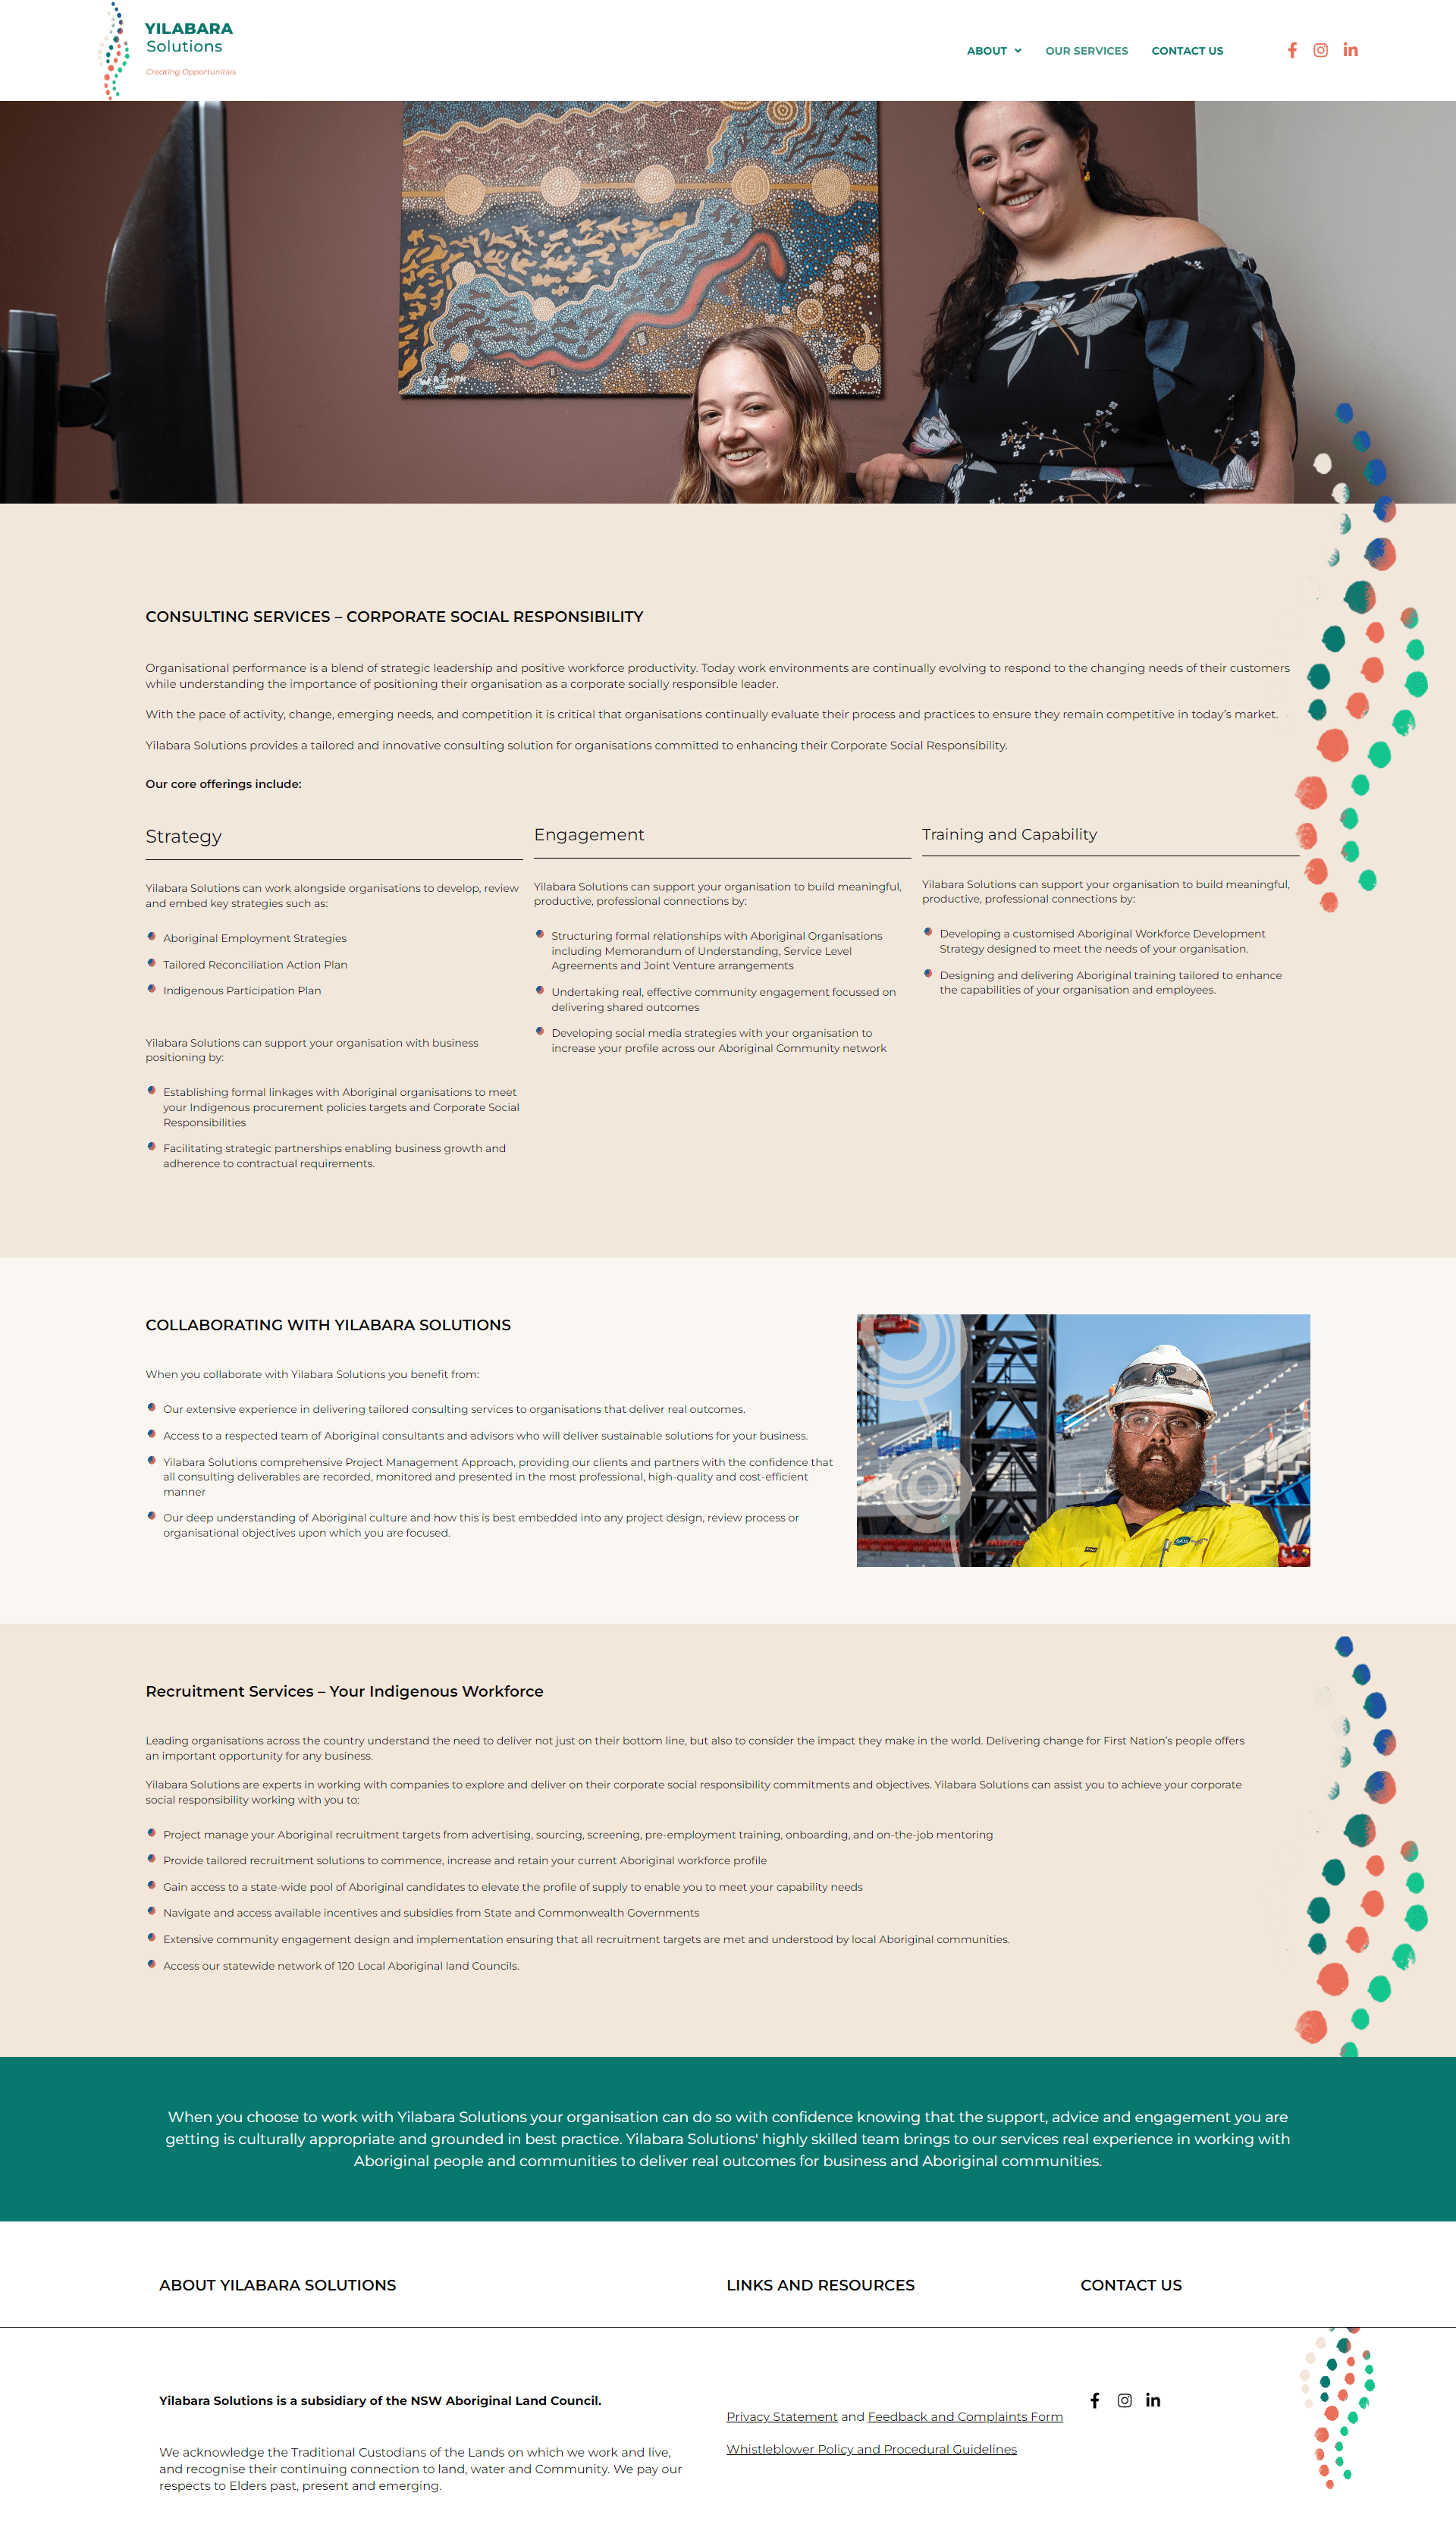 YILABARA
Solutions
Creating Opportunities
ABOUT
OUR SERVICES
CONTACT US
CONSULTING SERVICES – CORPORATE SOCIAL RESPONSIBILITY
Organisational performance is a blend of strategic leadership and positive workforce productivity. Today work environments are continually evolving to respond to the changing needs of their customers
while understanding the importance of positioning their organisation as a corporate socially responsible leader.
With the pace of activity, change, emerging needs, and competition it is critical that organisations continually evaluate their process and practices to ensure they remain competitive in today’s market.
Yilabara Solutions provides a tailored and innovative consulting solution for organisations committed to enhancing their Corporate Social Responsibility.
Our core offerings include:
Strategy
Yilabara Solutions can work alongside organisations to develop, review
and embed key strategies such as:
Aboriginal Employment Strategies
Tailored Reconciliation Action Plan
Indigenous Participation Plan
Yilabara Solutions can support your organisation with business
positioning by:
Establishing formal linkages with Aboriginal organisations to meet
your Indigenous procurement policies targets and Corporate Social
Responsibilities
Facilitating strategic partnerships enabling business growth and
adherence to contractual requirements.
Engagement
Yilabara Solutions can support your organisation to build meaningful,
productive, professional connections by:
Structuring formal relationships with Aboriginal Organisations
including Memorandum of Understanding, Service Level
Agreements and Joint Venture arrangements
Undertaking real, effective community engagement focussed on
delivering shared outcomes
Developing social media strategies with your organisation to
increase your profile across our Aboriginal Community network
Training and Capability
Yilabara Solutions can support your organisation to build meaningful,
productive, professional connections by:
Developing a customised Aboriginal Workforce Development
Strategy designed to meet the needs of your organisation.
Designing and delivering Aboriginal training tailored to enhance
the capabilities of your organisation and employees.
COLLABORATING WITH YILABARA SOLUTIONS
When you collaborate with Yilabara Solutions you benefit from:
Our extensive experience in delivering tailored consulting services to organisations that deliver real outcomes.
Access to a respected team of Aboriginal consultants and advisors who will deliver sustainable solutions for your business.
Yilabara Solutions comprehensive Project Management Approach, providing our clients and partners with the confidence that
all consulting deliverables are recorded, monitored and presented in the most professional, high-quality and cost-efficient
manner
Our deep understanding of Aboriginal culture and how this is best embedded into any project design, review process or
organisational objectives upon which you are focused.
Recruitment Services – Your Indigenous Workforce
Leading organisations across the country understand the need to deliver not just on their bottom line, but also to consider the impact they make in the world. Delivering change for First Nation’s people offers
an important opportunity for any business.
Yilabara Solutions are experts in working with companies to explore and deliver on their corporate social responsibility commitments and objectives. Yilabara Solutions can assist you to achieve your corporate
social responsibility working with you to:
Project manage your Aboriginal recruitment targets from advertising, sourcing, screening, pre-employment training, onboarding, and on-the-job mentoring
Provide tailored recruitment solutions to commence, increase and retain your current Aboriginal workforce profile
Gain access to a state-wide pool of Aboriginal candidates to elevate the profile of supply to enable you to meet your capability needs
Navigate and access available incentives and subsidies from State and Commonwealth Governments
Extensive community engagement design and implementation ensuring that all recruitment targets are met and understood by local Aboriginal communities.
Access our statewide network of 120 Local Aboriginal land Councils.
When you choose to work with Yilabara Solutions your organisation can do so with confidence knowing that the support, advice and engagement you are
getting is culturally appropriate and grounded in best practice. Yilabara Solutions' highly skilled team brings to our services real experience in working with
Aboriginal people and communities to deliver real outcomes for business and Aboriginal communities.
ABOUT YILABARA SOLUTIONS
LINKS AND RESOURCES
CONTACT US
Yilabara Solutions is a subsidiary of the NSW Aboriginal Land Council.
We acknowledge the Traditional Custodians of the Lands on which we work and live,
and recognise their continuing connection to land, water and Community. We pay our
respects to Elders past, present and emerging.
Privacy Statement and Feedback and Complaints Form
Whistleblower Policy and Procedural Guidelines